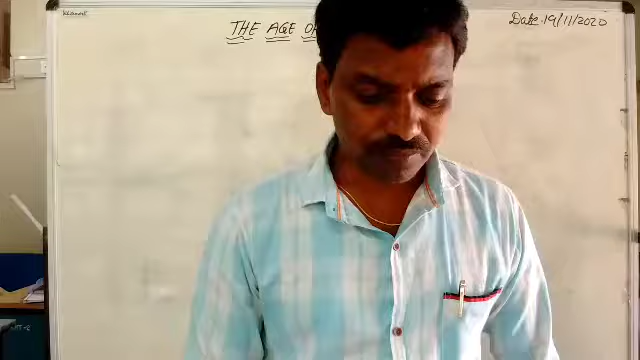 THE AGE OF
Date. 19/11/2020